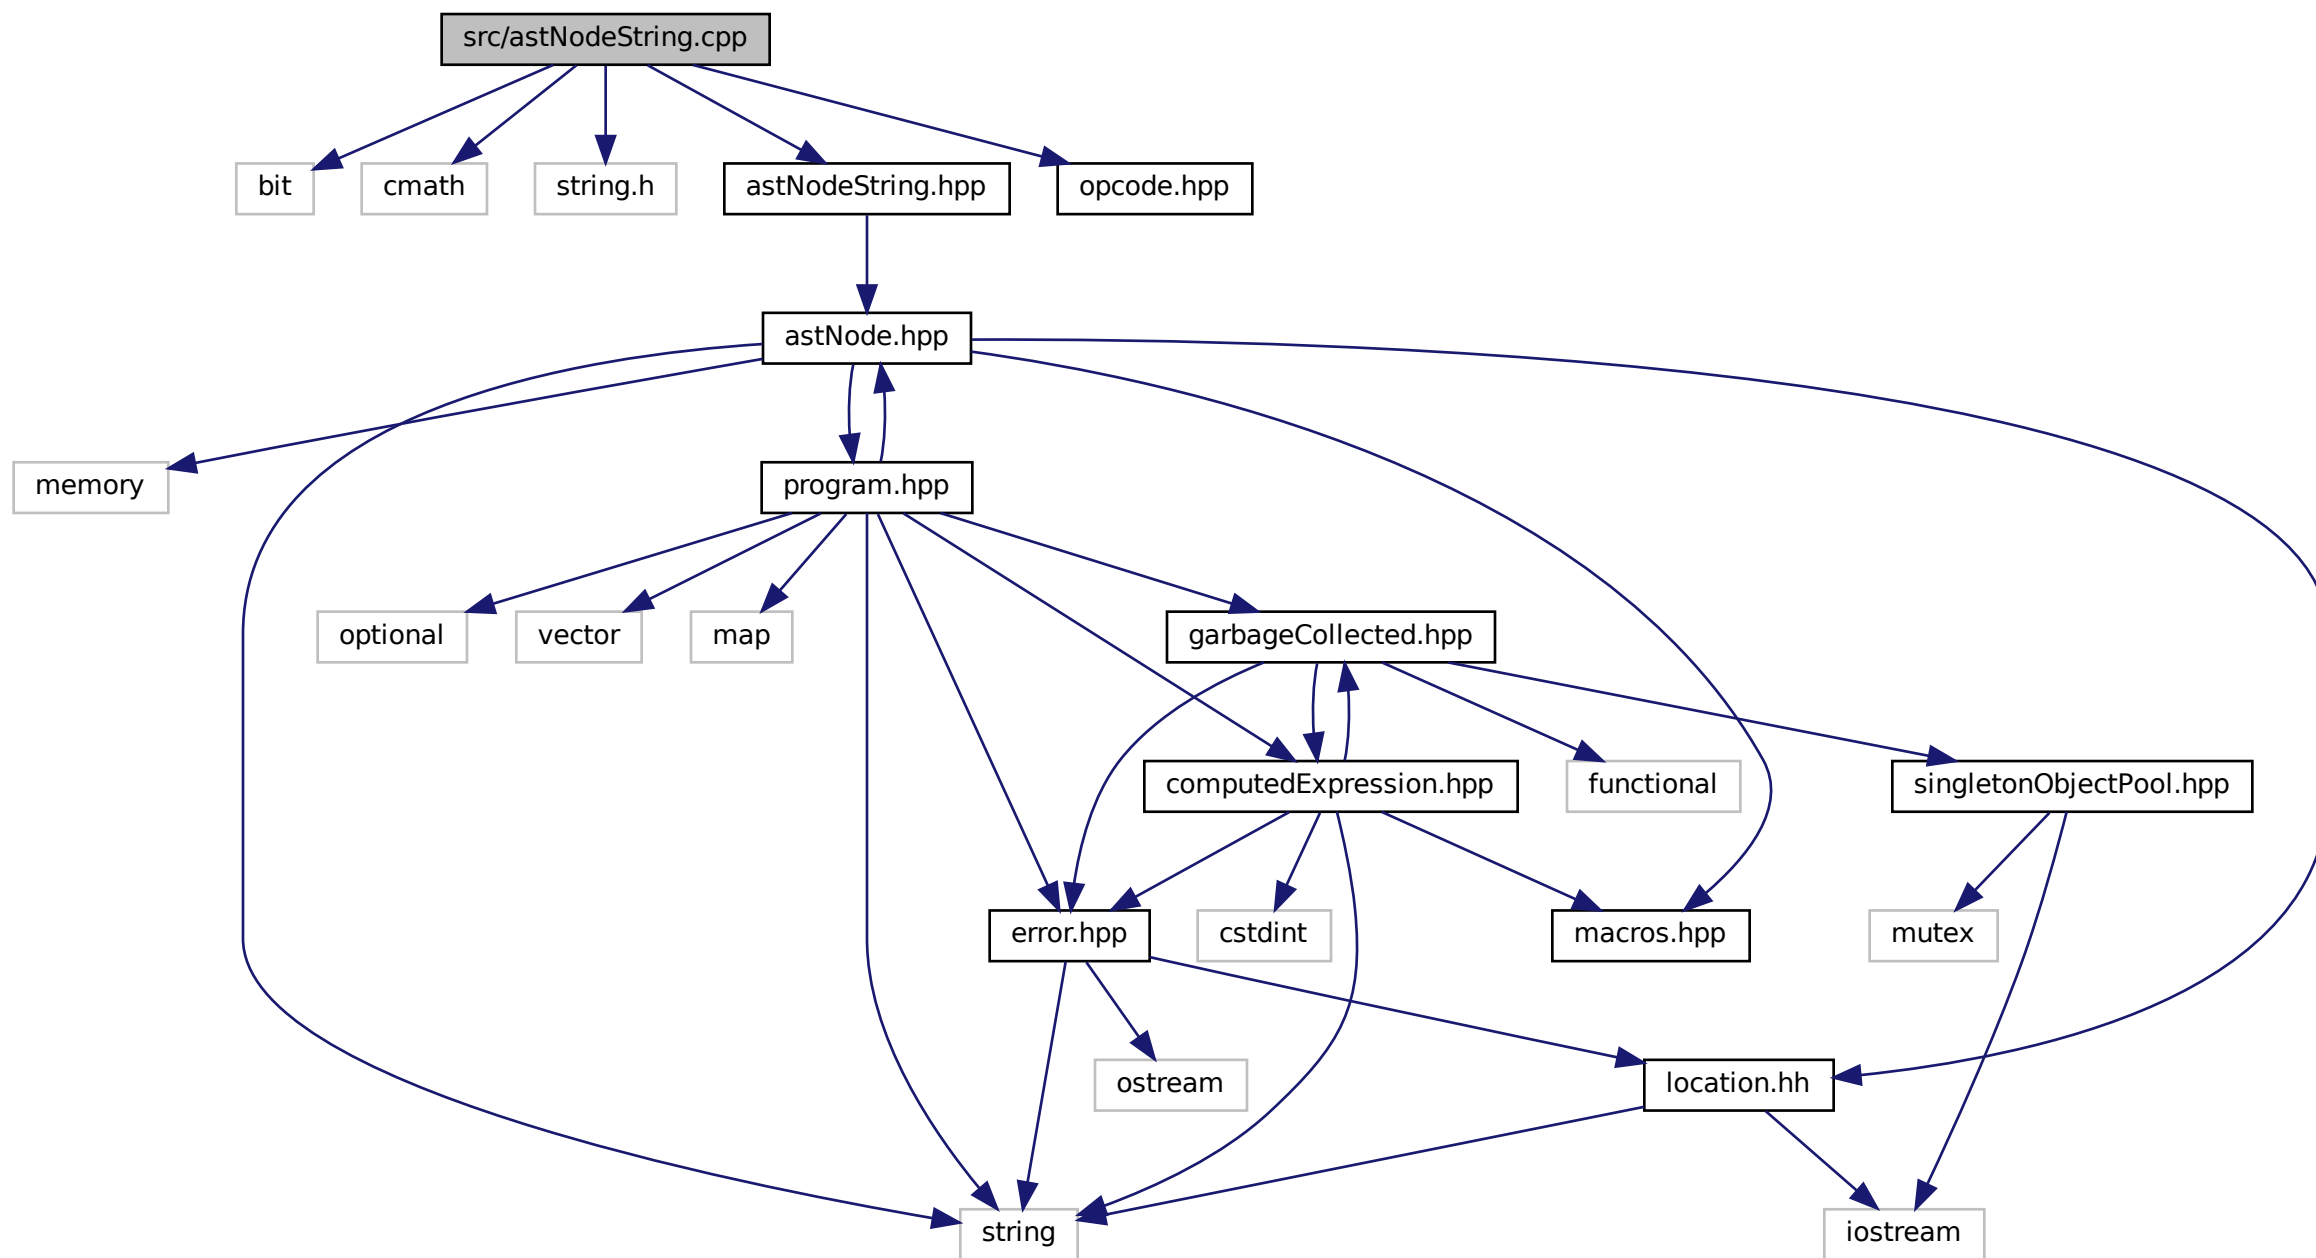 src/astNodeString.cpp
bit
cmath
string.h
astNodeString.hpp
opcode.hpp
astNode.hpp
memory
program.hpp
optional
vector
map
garbageCollected.hpp
computedExpression.hpp
functional
singletonObjectPool.hpp
error.hpp
cstdint
macros.hpp
mutex
ostream
location.hh
string
iostream